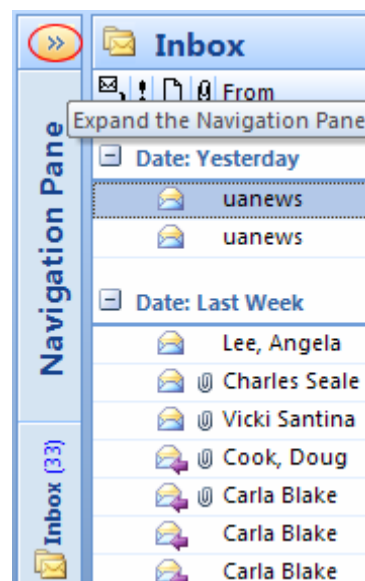 »
Inbox
! From
Expand the Navigation Pane
Date: Yesterday
uanews
uanews
Date: Last Week
Lee, Angela
Charles Seale
Vicki Santina
Cook, Doug
Carla Blake
Carla Blake
Carla Blake
Navigation Pane
Inbox (33)